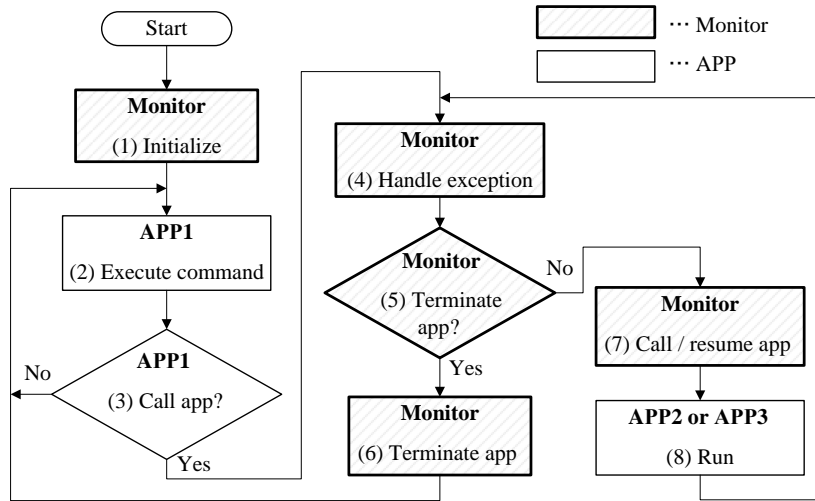 Start
Monitor
(1) Initialize
APP1
(2) Execute command
APP1
(3) Call app?
No
Yes
Monitor
(4) Handle exception
Monitor
(5) Terminate
app?
No
Yes
Monitor
(6) Terminate app
Monitor
(7) Call / resume app
APP2 or APP3
(8) Run
⋯ Monitor
⋯ APP